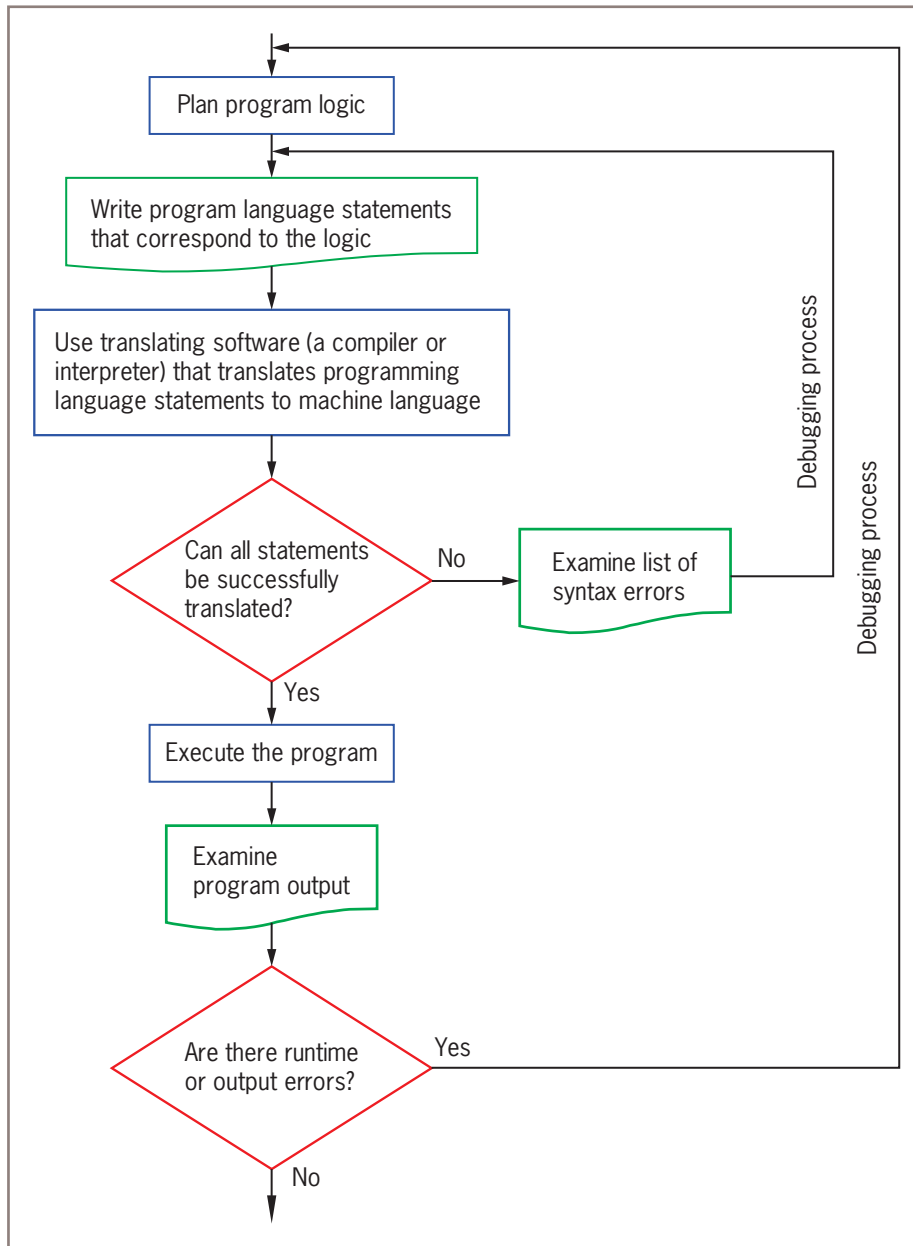 Plan program logic
Write program language statements
that correspond to the logic
Use translating software (a compiler or
interpreter) that translates programming
language statements to machine language
Debugging process
Debugging process
Can all statements
be successfully
translated?
No
Examine list of
syntax errors
Yes
Execute the program
Examine
program output
Are there runtime
or output errors?
Yes
No